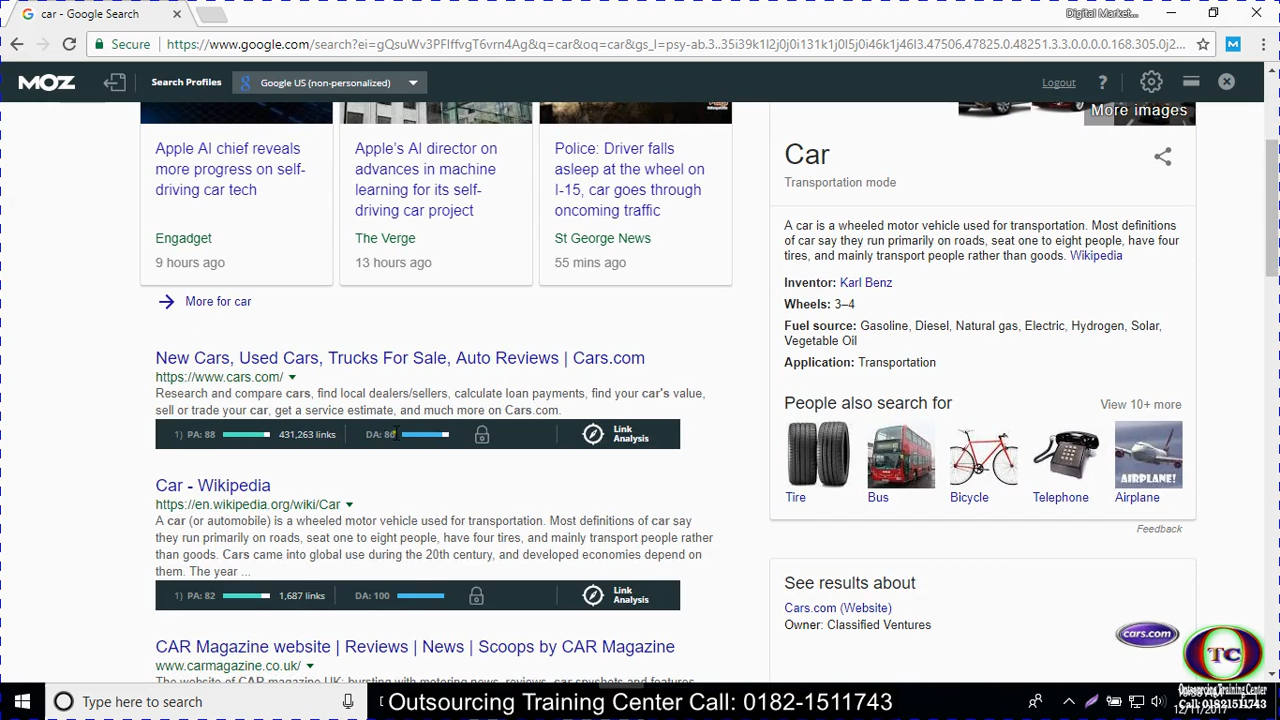 car - Google Search
Digital Market...
Secure
https://www.google.com/search?ei=gQsuWv3PFIffvgT6vrn4Ag&q=car&oq=car&gs_l=psy-ab.3..35i39k1l2j0j0i131k1j0l5j0i46k1j46l3.47506.47825.0.48251.3.3.0.0.0.0.168.305.0j2...
MOZ
Search Profiles
Google US (non-personalized)
Logout
?
More images
Apple AI chief reveals
more progress on self-
driving car tech
Engadget
9 hours ago
Apple's AI director on
advances in machine
learning for its self-
driving car project
The Verge
13 hours ago
Police: Driver falls
asleep at the wheel on
I-15, car goes through
oncoming traffic
St George News
55 mins ago
More for car
New Cars, Used Cars, Trucks For Sale, Auto Reviews | Cars.com
https://www.cars.com/
Research and compare cars, find local dealers/sellers, calculate loan payments, find your car's value,
sell or trade your car, get a service estimate, and much more on Cars.com.
1) PA: 88 431,263 links DA: 86 Link Analysis
Car - Wikipedia
https://en.wikipedia.org/wiki/Car
A car (or automobile) is a wheeled motor vehicle used for transportation. Most definitions of car say
they run primarily on roads, seat one to eight people, have four tires, and mainly transport people rather
than goods. Cars came into global use during the 20th century, and developed economies depend on
them. The year ...
1) PA: 82 1,687 links DA: 100 Link Analysis
CAR Magazine website | Reviews | News | Scoops by CAR Magazine
www.carmagazine.co.uk/
Car
Transportation mode
A car is a wheeled motor vehicle used for transportation. Most definitions
of car say they run primarily on roads, seat one to eight people, have four
tires, and mainly transport people rather than goods. Wikipedia
Inventor: Karl Benz
Wheels: 3–4
Fuel source: Gasoline, Diesel, Natural gas, Electric, Hydrogen, Solar,
Vegetable Oil
Application: Transportation
People also search for
View 10+ more
AIRPLANE!
Tire
Bus
Bicycle
Telephone
Airplane
Feedback
See results about
Cars.com (Website)
Owner: Classified Ventures
cars.com
OTC
Outsourcing Training Center
Call: 01821511743
Type here to search
Outsourcing Training Center Call: 0182-1511743